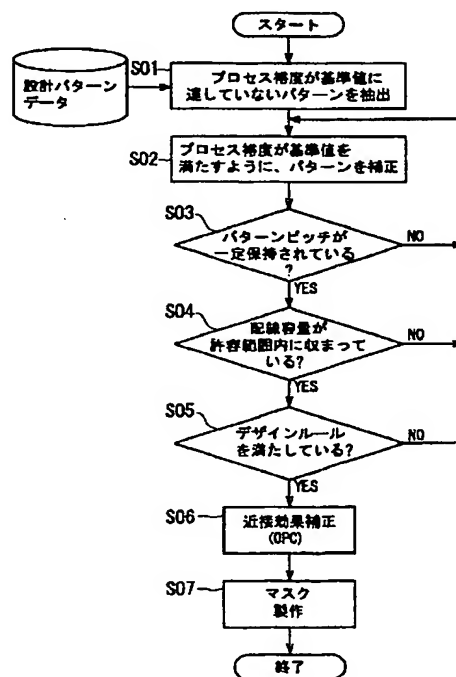 スタート
設計パターン
データ
S01
プロセス裕度が基準値に
達していないパターンを抽出
S02
プロセス裕度が基準値を
満たすように、パターンを補正
S03
パターンピッチが
一定保持されている
?
NO
YES
S04
配線容量が
許容範囲内に収まって
いる?
NO
YES
S05
デザインルール
を満たしている?
NO
YES
S06
近接効果補正
(OPC)
S07
マスク
製作
終了